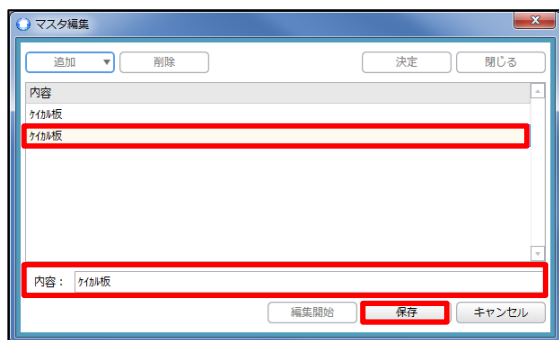 マスタ編集
追加 ▼ 削除 決定 閉じる
内容
ｹｲｶﾙ板
ｹｲｶﾙ板
内容： ｹｲｶﾙ板
編集開始 保存 キャンセル